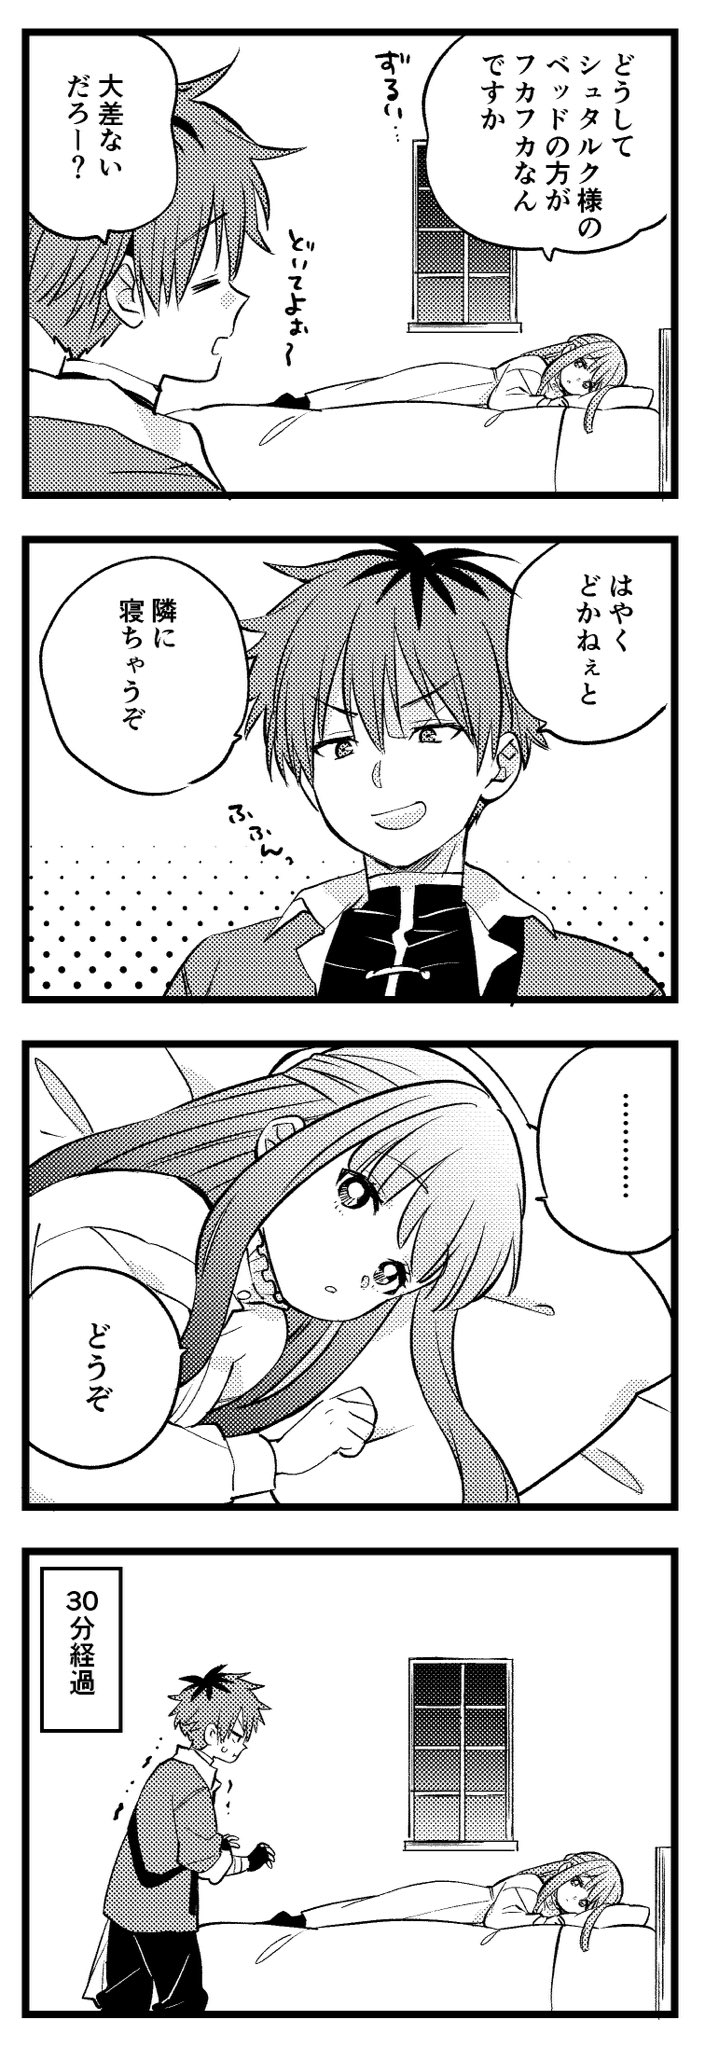 どうして
シュタルク様の
ベッドの方が
フカフカなん
ですか
ずるい…
大差ない
だろー？
どいてよぉ〜
はやく
どかねぇと
隣に
寝ちゃうぞ
ふふんっ
…………
どうぞ
30分経過